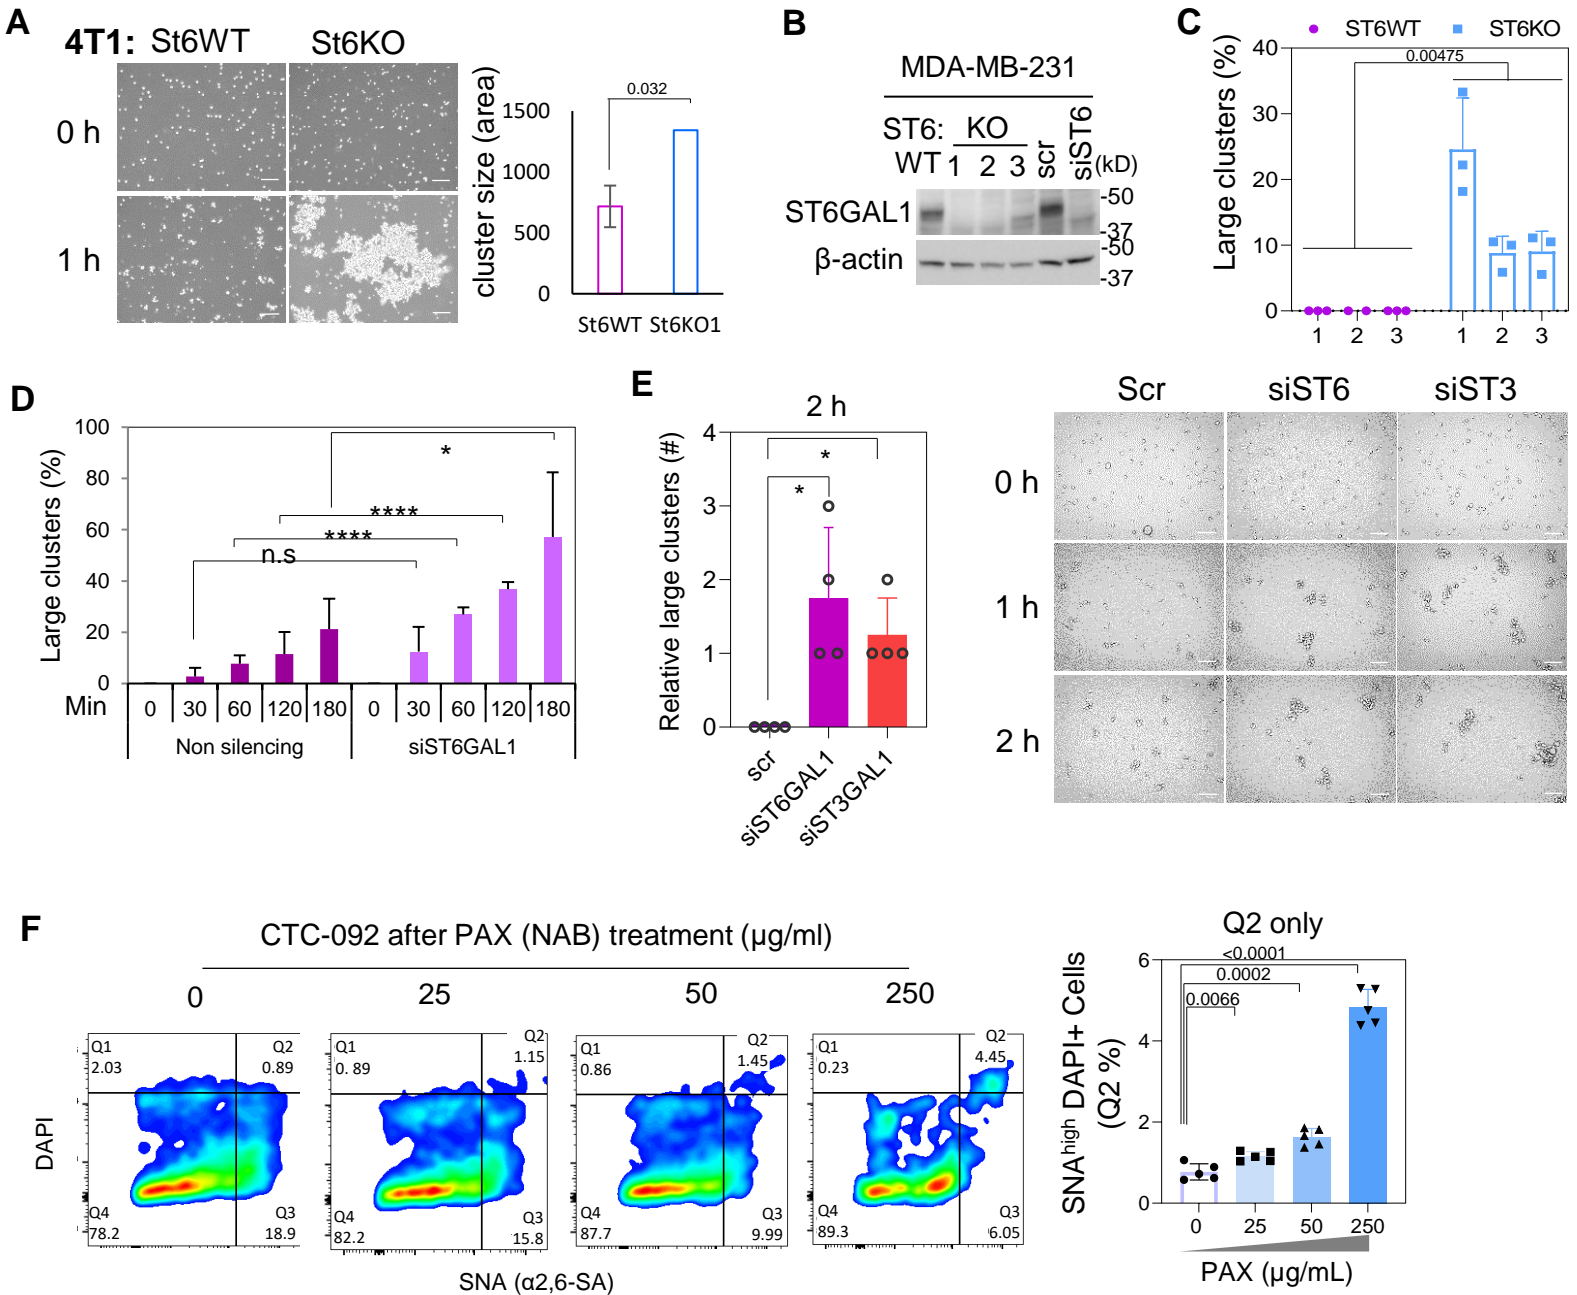 A
4T1: St6WT St6KO
0 h
1 h
cluster size (area)
1500
1000
500
0
0.032
St6WT St6KO1
B
MDA-MB-231
ST6: KO
WT 1 2 3 scr siST6 (kD)
ST6GAL1
-50
-37
β-actin
-50
-37
C
ST6WT ST6KO
Large clusters (%)
40
30
20
10
0
0.00475
1 2 3 1 2 3
D
Large clusters (%)
100
80
60
40
20
0
*
****
****
n.s
Min 0 30 60 120 180 0 30 60 120 180
Non silencing siST6GAL1
E
2 h
Relative large clusters (#)
4
3
2
1
0
*
*
scr
siST6GAL1
siST3GAL1
Scr siST6 siST3
0 h
1 h
2 h
F
CTC-092 after PAX (NAB) treatment (μg/ml)
0 25 50 250
DAPI
Q1
2.03
Q2
0.89
Q4
78.2
Q3
18.9
Q1
0. 89
Q2
1.15
Q4
82.2
Q3
15.8
Q1
0.86
Q2
1.45
Q4
87.7
Q3
9.99
Q1
0.23
Q2
4.45
Q4
89.3
Q3
6.05
SNA (α2,6-SA)
Q2 only
SNAhigh DAPI+ Cells
(Q2 %)
6
4
2
0
<0.0001
0.0002
0.0066
0 25 50 250
PAX (μg/mL)